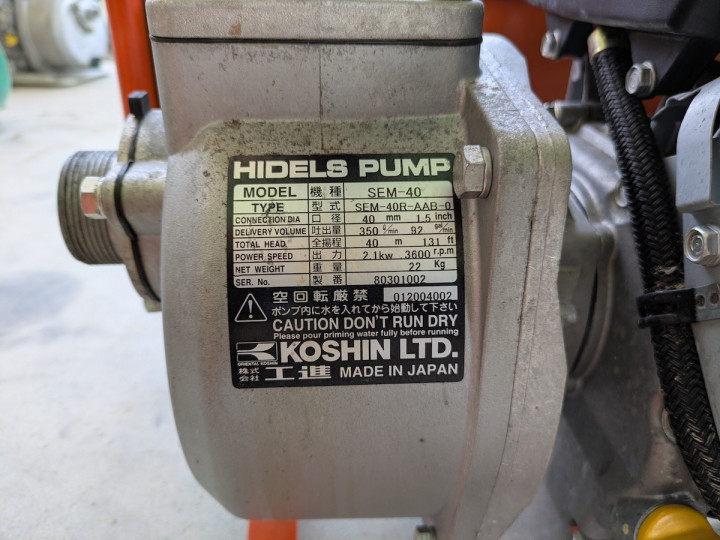 HIDELS PUMP
MODEL 機種 SEM-40
TYPE 型式 SEM-40R-AAB-0
CONNECTION DIA 口径 40 mm 1.5 inch
DELIVERY VOLUME 吐出量 350 ℓ/min 92 gal/min
TOTAL HEAD 全揚程 40 m 131 ft
POWER, SPEED 出力 2.1kw 3600 r.p.m
NET WEIGHT 重量 22 Kg
SER. No. 製番 80301002
空回転厳禁 012004002
ポンプ内に水を入れてから始動して下さい
CAUTION DON'T RUN DRY
Please pour priming water fully before running
ORIENTAL KOSHIN
KOSHIN LTD.
株式会社 工進 MADE IN JAPAN